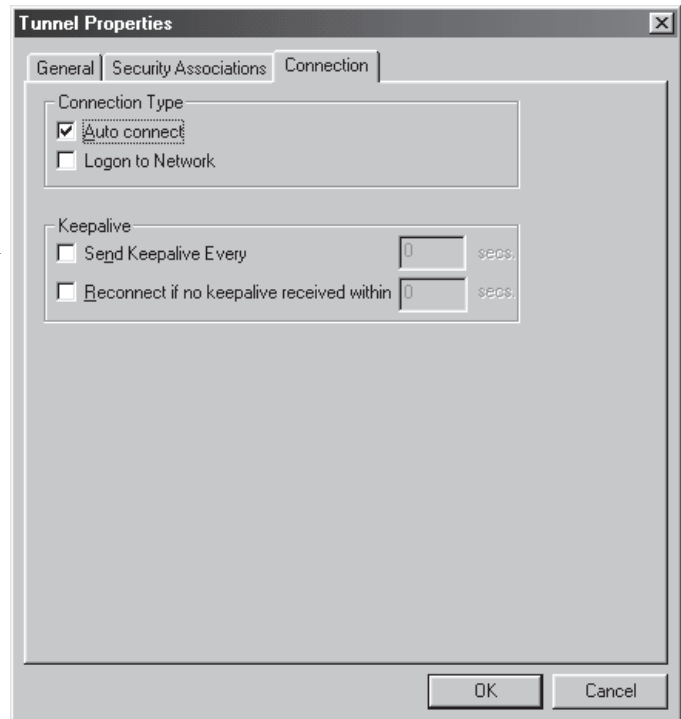 Tunnel Properties
General Security Associations Connection
Connection Type
Auto connect
Logon to Network
Keepalive
Send Keepalive Every 0 secs.
Reconnect if no keepalive received within 0 secs.
OK Cancel